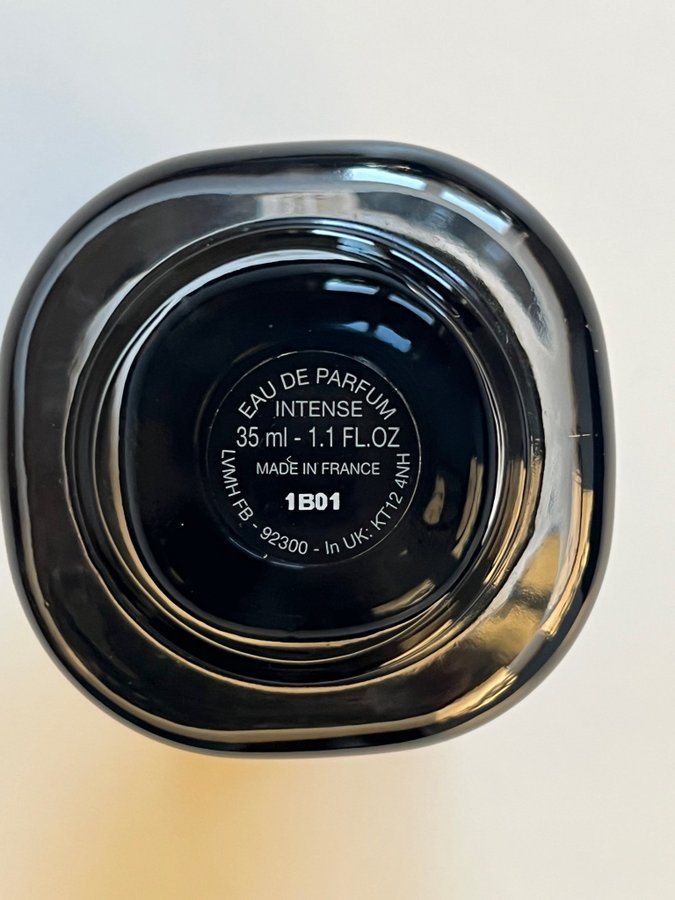 EAU DE PARFUM
INTENSE
35 ml - 1.1 FL.OZ
MADE IN FRANCE
1B01
LVMH FB - 92300 - In UK: KT12 4NH